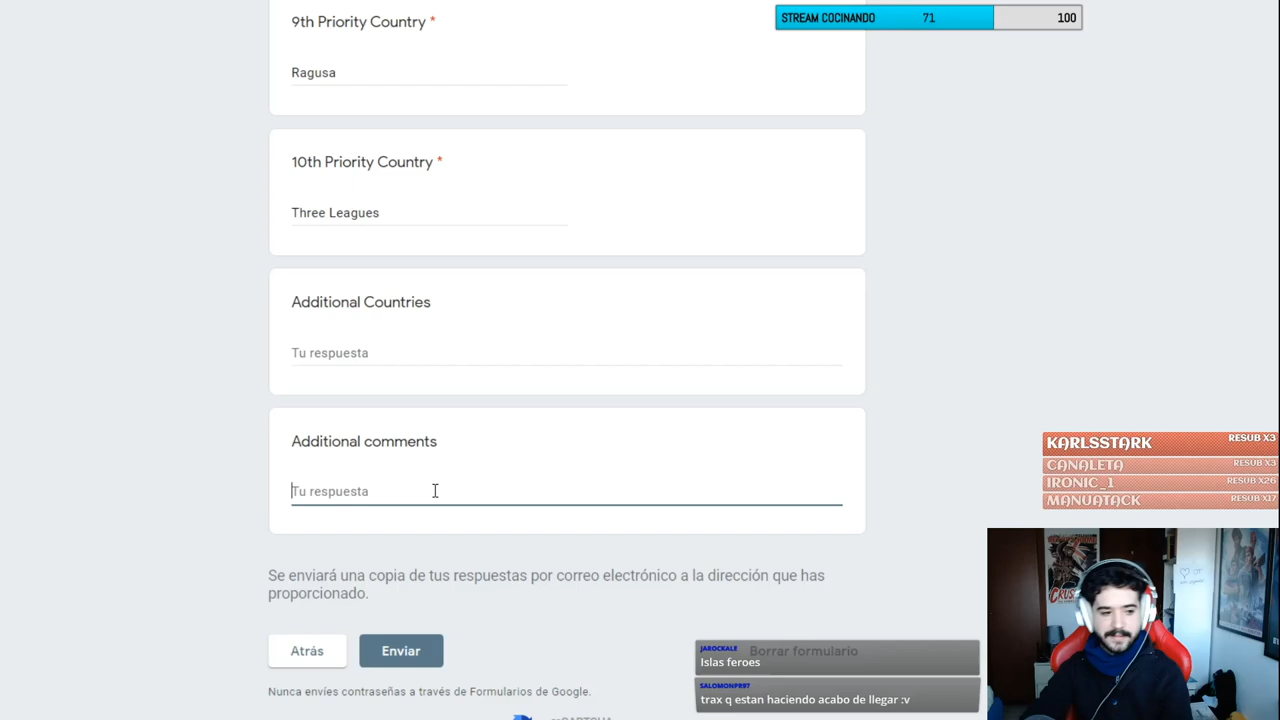 9th Priority Country *
STREAM COCINANDO 71 100
Ragusa
10th Priority Country *
Three Leagues
Additional Countries
Tu respuesta
Additional comments
Tu respuesta
KARLSSTARK RESUB X3
CANALETA RESUB X3
IRONIC_1 RESUB X26
MANUATACK RESUB X17
Se enviará una copia de tus respuestas por correo electrónico a la dirección que has
proporcionado.
Atrás
Enviar
Borrar formulario
JAROCKALE
Islas feroes
SALOMONPR97
trax q estan haciendo acabo de llegar :v
Nunca envíes contraseñas a través de Formularios de Google.